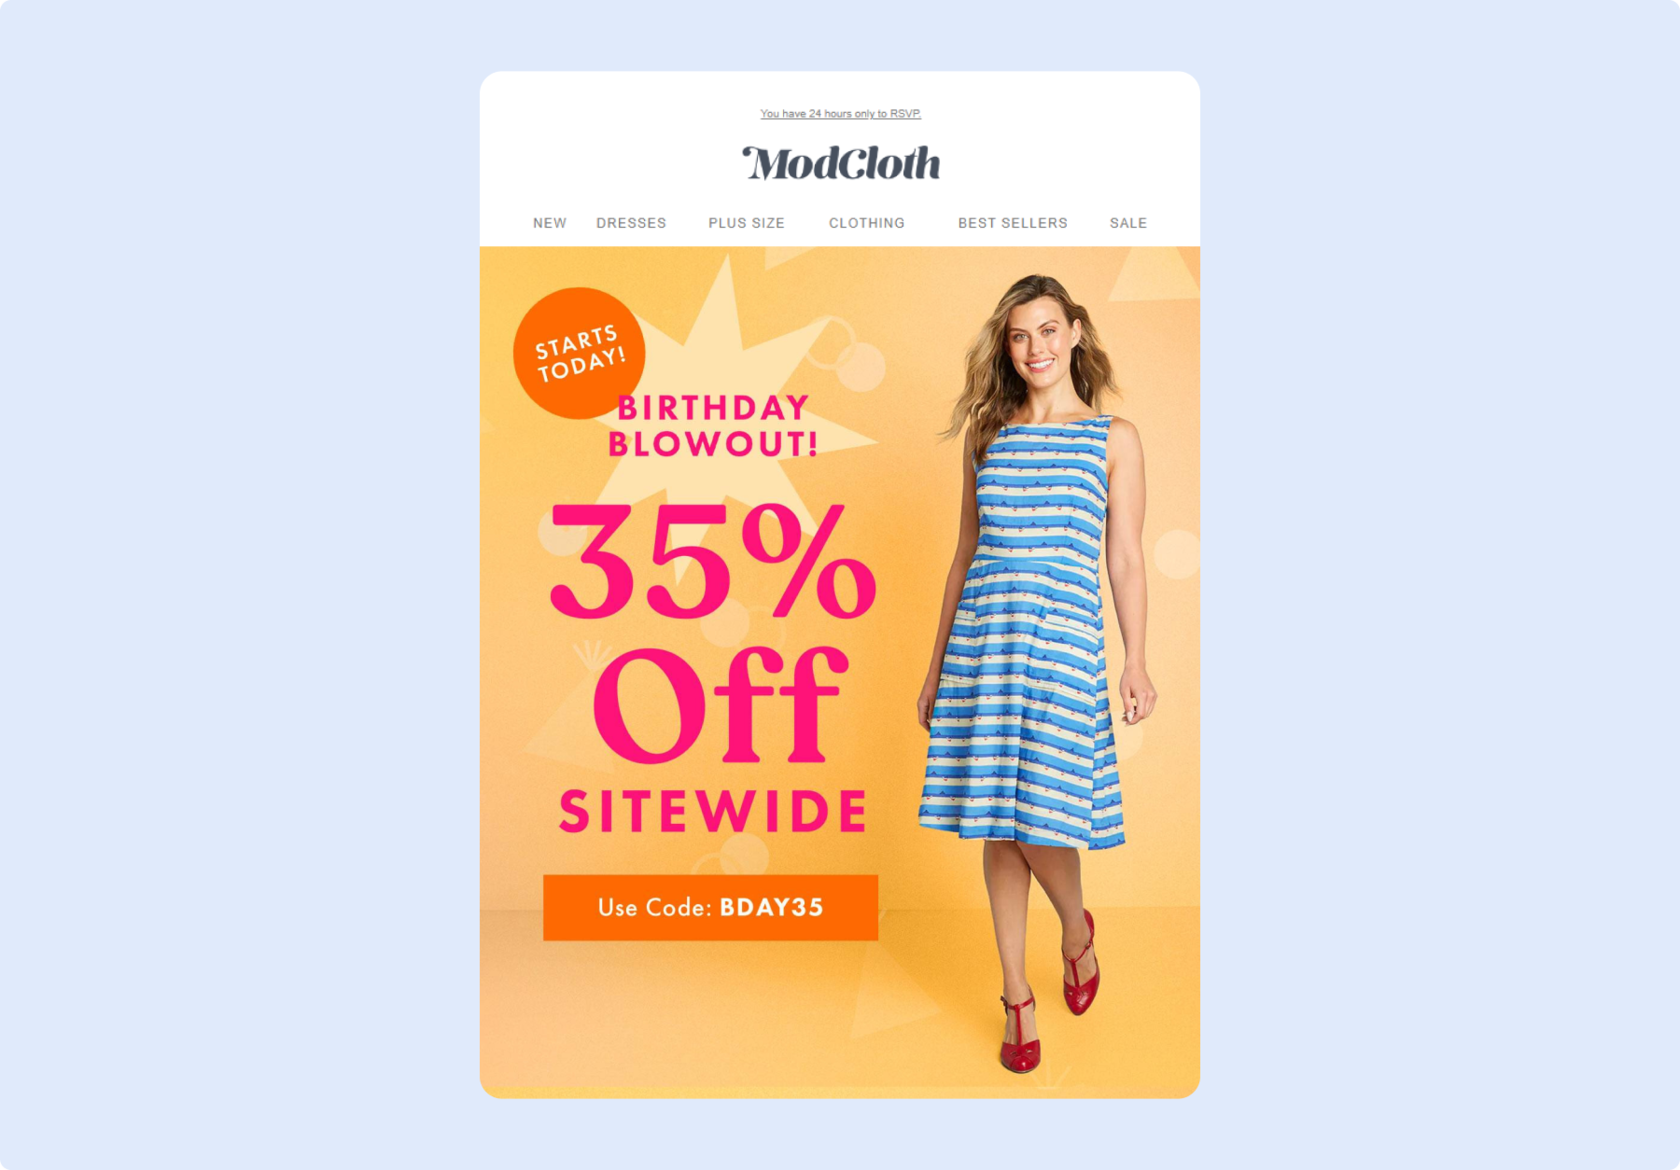 You have 24 hours only to RSVP.
ModCloth
NEW DRESSES PLUS SIZE CLOTHING BEST SELLERS SALE
STARTS
TODAY!
BIRTHDAY
BLOWOUT!
35%
Off
SITEWIDE
Use Code: BDAY35